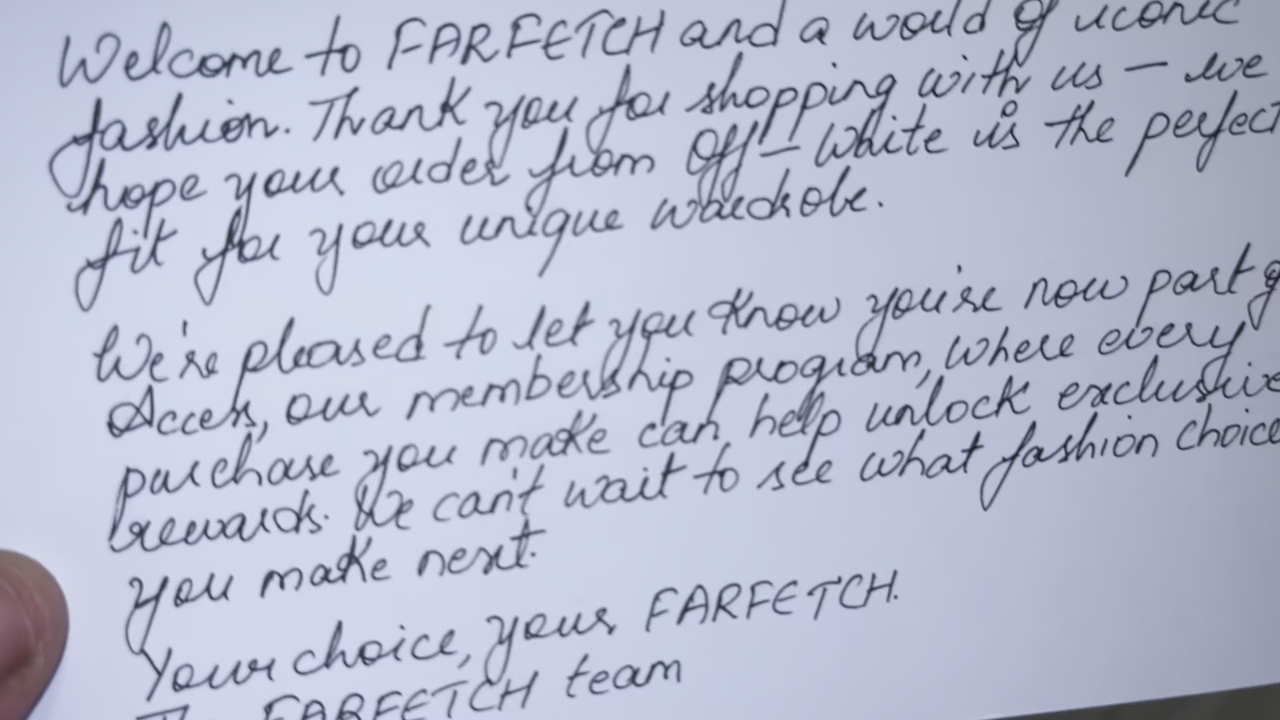 Welcome to FARFETCH and a world of iconic
fashion. Thank you for shopping with us — we
hope your order from Off-White is the perfect
fit for your unique wardrobe.
We're pleased to let you know you're now part of
Access, our membership program, where every
purchase you make can help unlock exclusive
rewards. We can't wait to see what fashion choice
you make next.
Your choice, your FARFETCH.
The FARFETCH team